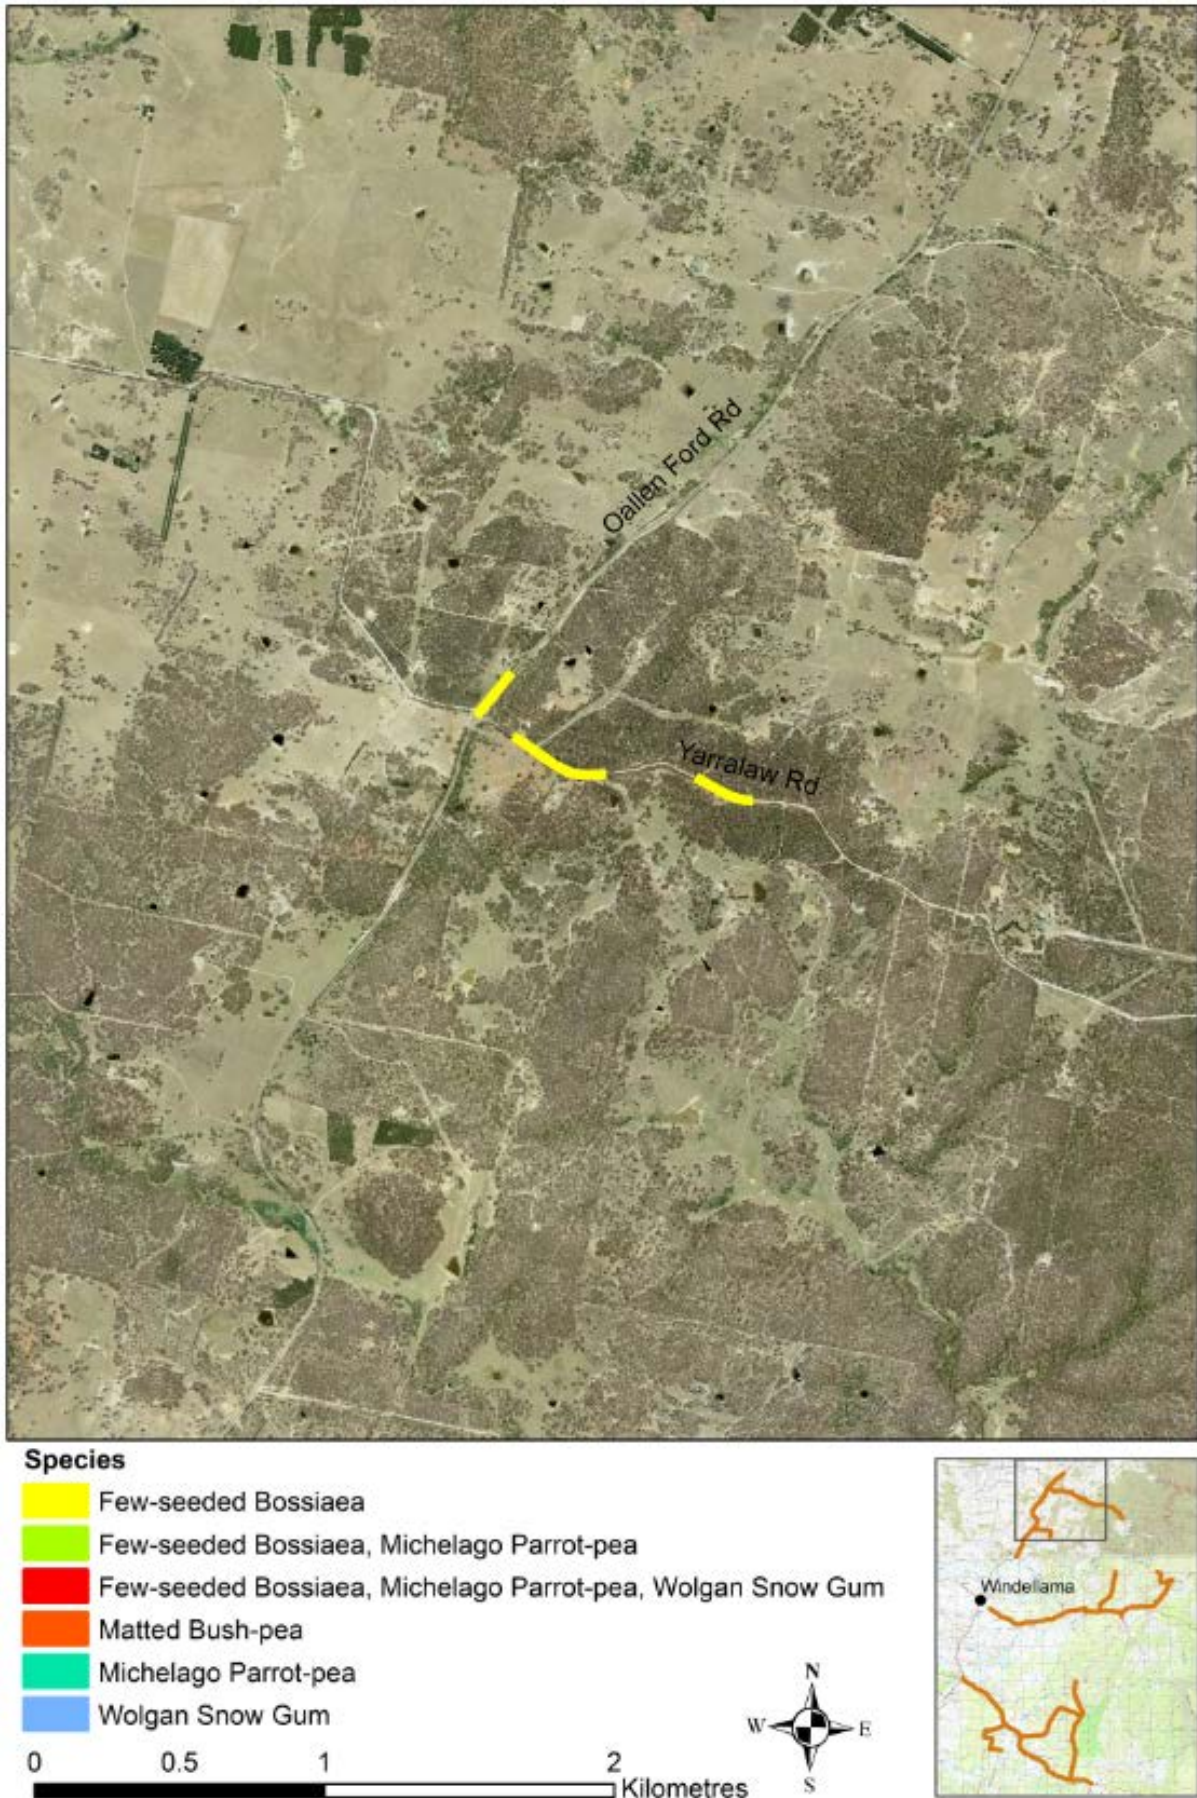 Oallen Ford Rd
Yarralaw Rd
Species
Few-seeded Bossiaea
Few-seeded Bossiaea, Michelago Parrot-pea
Few-seeded Bossiaea, Michelago Parrot-pea, Wolgan Snow Gum
Matted Bush-pea
Michelago Parrot-pea
Wolgan Snow Gum
0 0.5 1 2
Kilometres
N
W E
S
Windellama